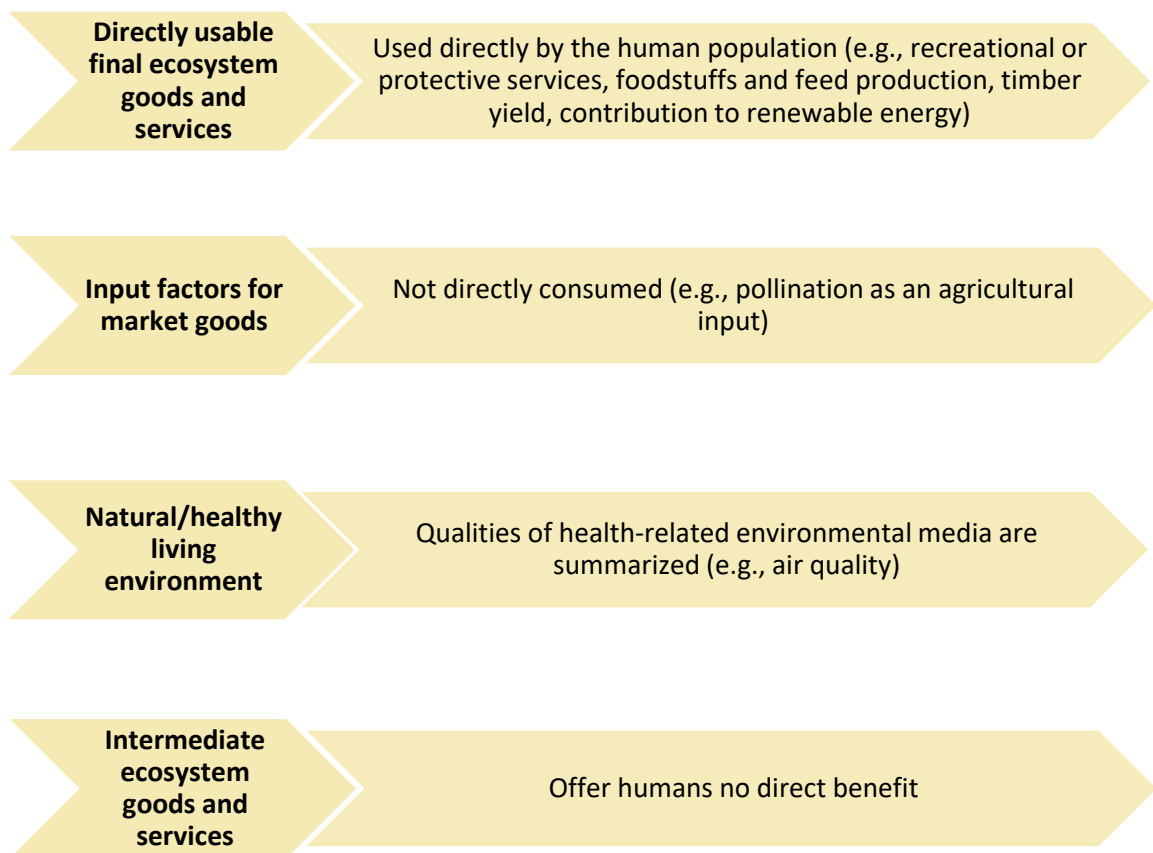 Directly usable
final ecosystem
goods and
services
Used directly by the human population (e.g., recreational or
protective services, foodstuffs and feed production, timber
yield, contribution to renewable energy)
Input factors for
market goods
Not directly consumed (e.g., pollination as an agricultural
input)
Natural/healthy
living
environment
Qualities of health-related environmental media are
summarized (e.g., air quality)
Intermediate
ecosystem
goods and
services
Offer humans no direct benefit